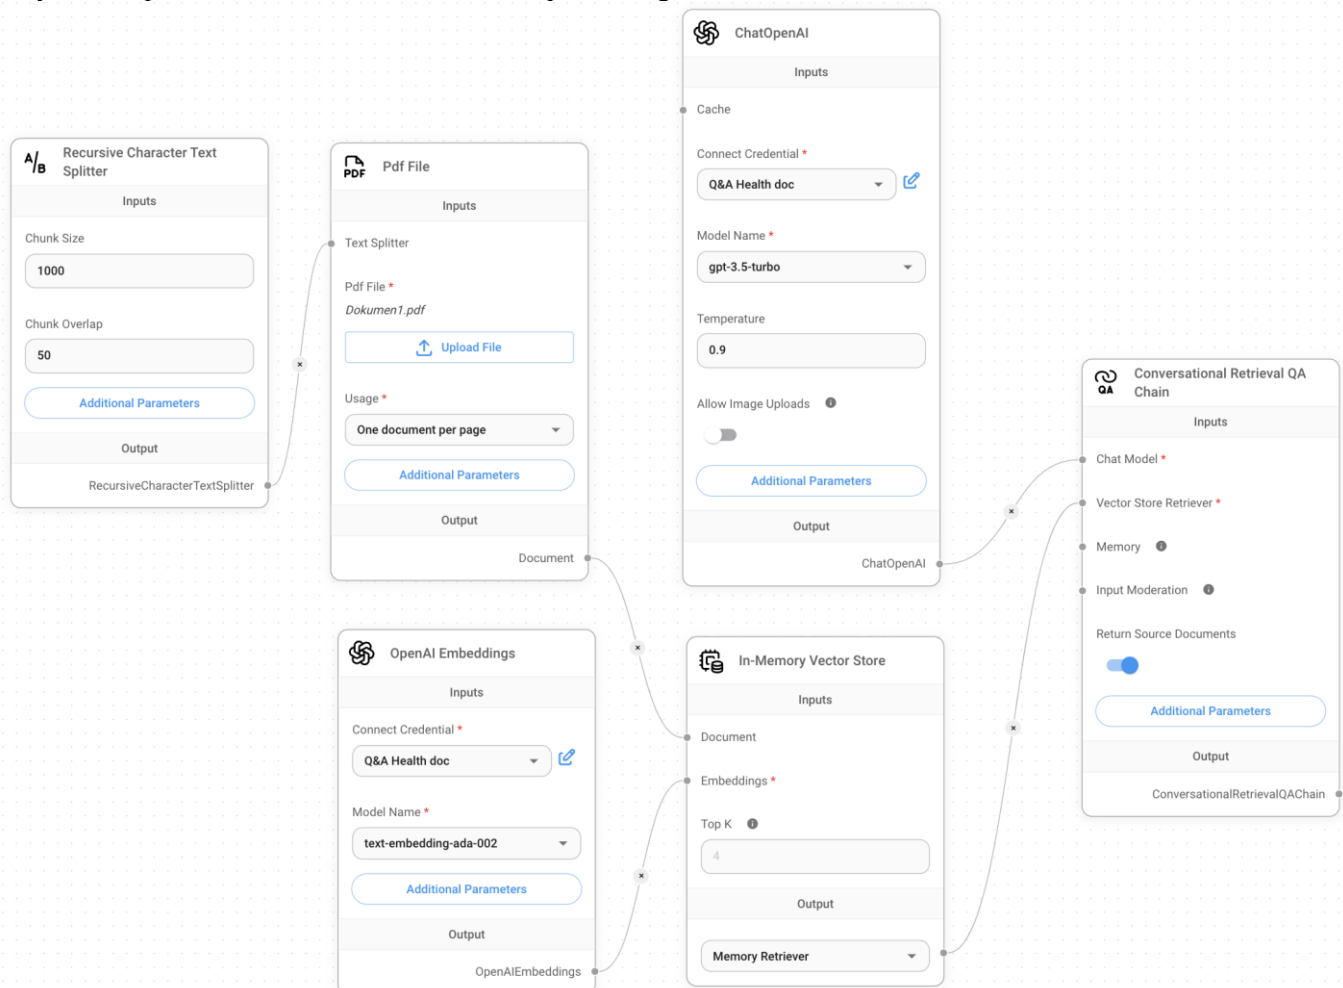 ChatOpenAI
Inputs
Cache
Connect Credential *
Q&A Health doc
Model Name *
gpt-3.5-turbo
Temperature
0.9
Allow Image Uploads
Additional Parameters
Output
ChatOpenAI
A/B
Recursive Character Text
Splitter
Inputs
Chunk Size
1000
Chunk Overlap
50
Additional Parameters
Output
RecursiveCharacterTextSplitter
PDF
Pdf File
Inputs
Text Splitter
Pdf File *
Dokumen1.pdf
Upload File
Usage *
One document per page
Additional Parameters
Output
Document
OpenAI Embeddings
Inputs
Connect Credential *
Q&A Health doc
Model Name *
text-embedding-ada-002
Additional Parameters
Output
OpenAIEmbeddings
In-Memory Vector Store
Inputs
Document
Embeddings *
Top K
4
Output
Memory Retriever
QA
Conversational Retrieval QA
Chain
Inputs
Chat Model *
Vector Store Retriever *
Memory
Input Moderation
Return Source Documents
Additional Parameters
Output
ConversationalRetrievalQAChain